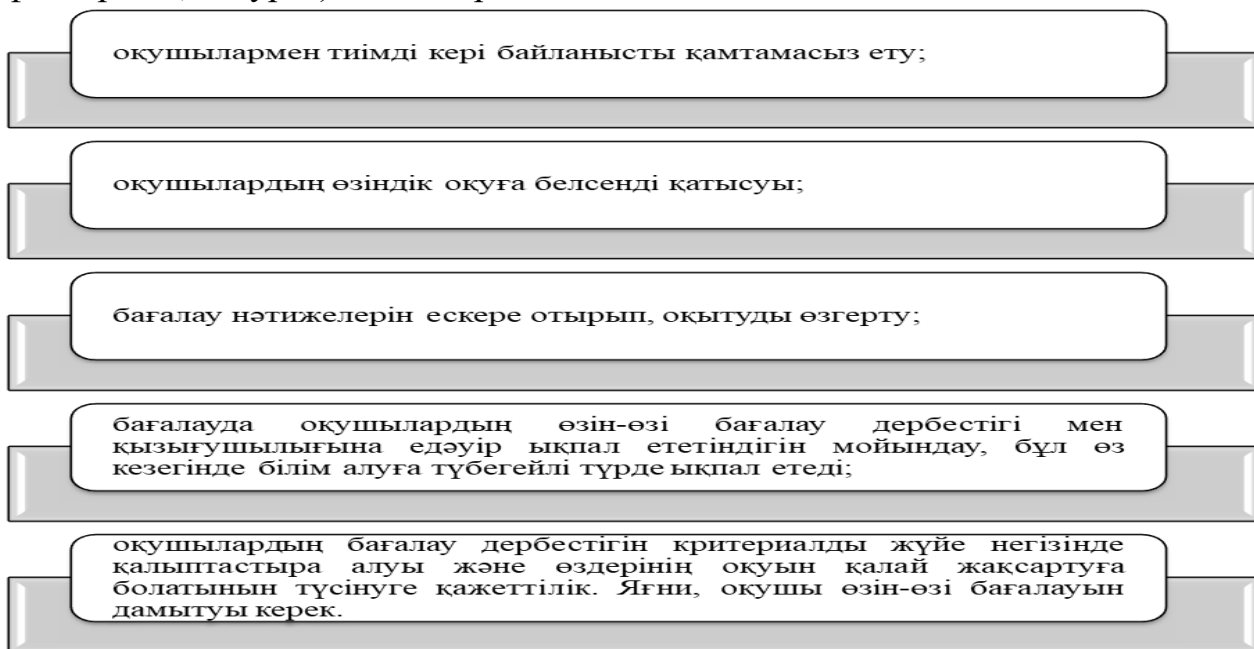 оқушылармен тиімді кері байланысты қамтамасыз ету;
оқушылардың өзіндік оқуға белсенді қатысуы;
бағалау нәтижелерін ескере отырып, оқытуды өзгерту;
бағалауда оқушылардың өзін-өзі бағалау дербестігі мен
қызығушылығына едәуір ықпал ететіндігін мойындау, бұл өз
кезегінде білім алуға түбегейлі түрде ықпал етеді;
оқушылардың бағалау дербестігін критериалды жүйе негізінде
қалыптастыра алуы және өздерінің оқуын қалай жақсартуға
болатынын түсінуге қажеттілік. Яғни, оқушы өзін-өзі бағалауын
дамытуы керек.